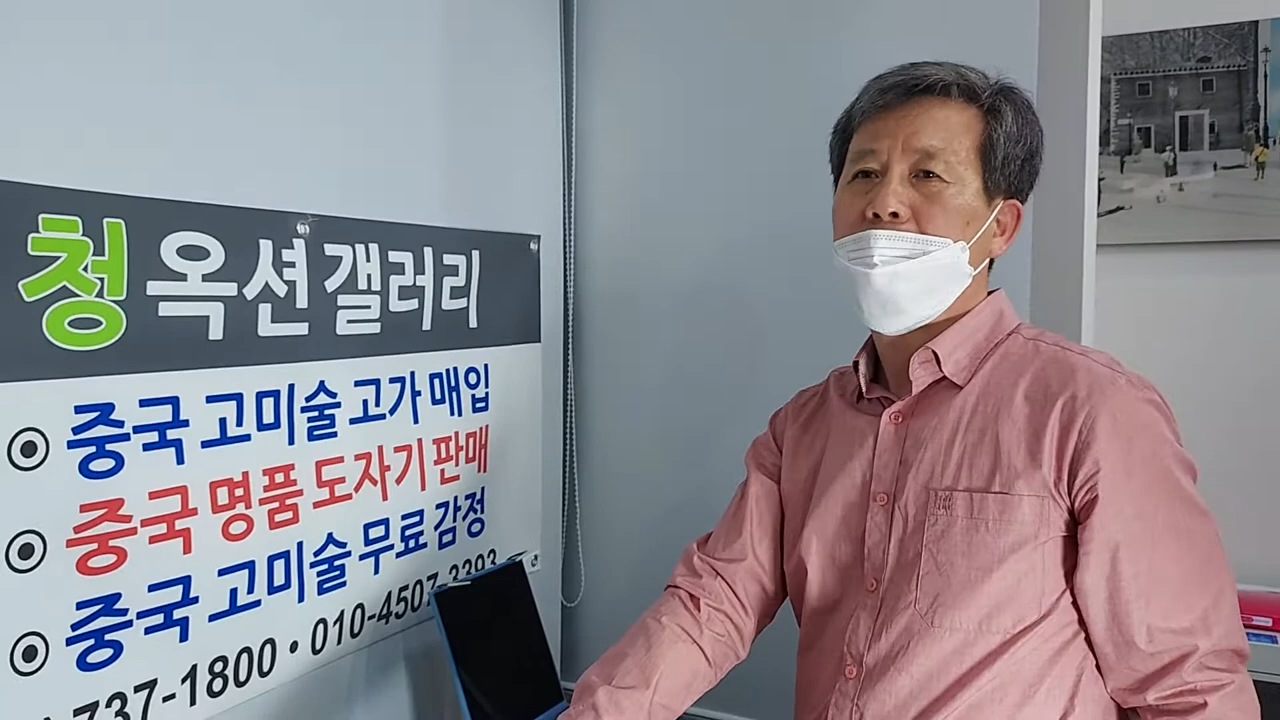 청 옥션 갤러리
중국 고미술 고가 매입
중국 명품 도자기 판매
중국 고미술 무료 감정
737-1800 • 010-4507-3393